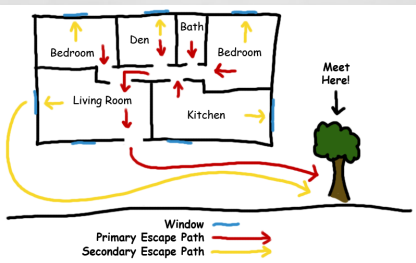 Bath
Den
Bedroom
Bedroom
Meet
Here!
Living Room
Kitchen
Window
Primary Escape Path
Secondary Escape Path